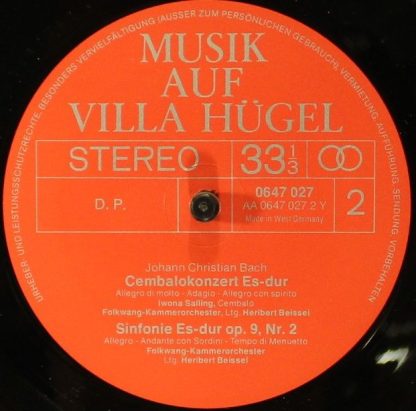 URHEBER- UND LEISTUNGSSCHUTZRECHTE, BESONDERS VERVIELFÄLTIGUNG (AUSSER ZUM PERSÖNLICHEN GEBRAUCH), VERMIETUNG, AUFFÜHRUNG, SENDUNG, VORBEHALTEN
MUSIK
AUF
VILLA HÜGEL
STEREO 33 1/3
D. P.
0647 027
AA 0647 027 2 Y
Made in West Germany
2
Johann Christian Bach
Cembalokonzert Es-dur
Allegro di molto - Adagio - Allegro con spirito
Iwona Salling, Cembalo
Folkwang-Kammerorchester, Ltg. Heribert Beissel
Sinfonie Es-dur op. 9, Nr. 2
Allegro - Andante con Sordini - Tempo di Menuetto
Folkwang-Kammerorchester
Ltg. Heribert Beissel